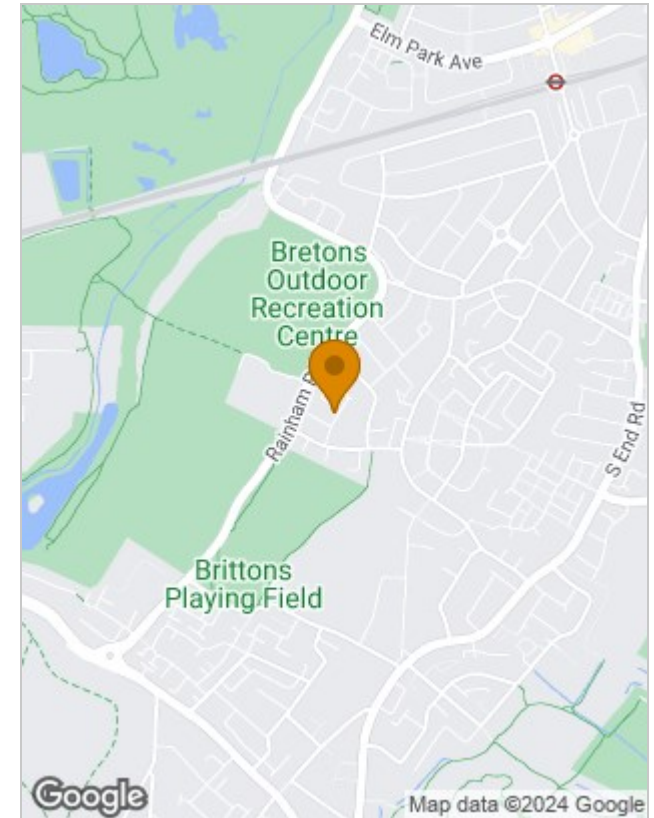 Elm Park Ave
Bretons
Outdoor
Recreation
Centre
Rainham
S End Rd
Brittons
Playing Field
Google
Map data ©2024 Google